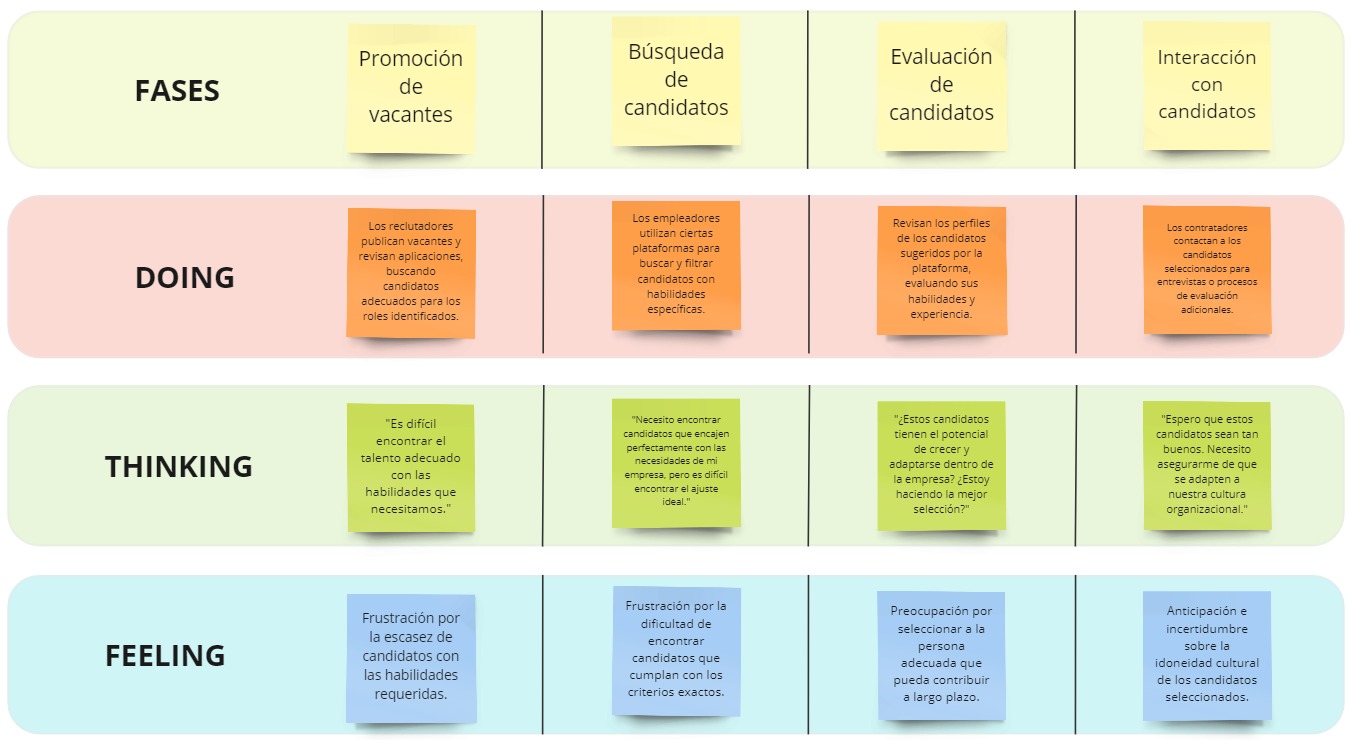 FASES
Promoción
de
vacantes
Búsqueda
de
candidatos
Evaluación
de
candidatos
Interacción
con
candidatos
DOING
Los reclutadores
publican vacantes y
revisan aplicaciones,
buscando
candidatos
adecuados para los
roles identificados.
Los empleadores
utilizan ciertas
plataformas para
buscar y filtrar
candidatos con
habilidades
específicas.
Revisan los perfiles
de los candidatos
sugeridos por la
plataforma,
evaluando sus
habilidades y
experiencia.
Los contratadores
contactan a los
candidatos
seleccionados para
entrevistas o procesos
de evaluación
adicionales.
THINKING
"Es difícil
encontrar el
talento adecuado
con las
habilidades que
necesitamos."
"Necesito encontrar
candidatos que encajen
perfectamente con las
necesidades de mi
empresa, pero es difícil
encontrar el ajuste
ideal."
"¿Estos candidatos
tienen el potencial
de crecer y
adaptarse dentro de
la empresa? ¿Estoy
haciendo la mejor
selección?"
"Espero que estos
candidatos sean tan
buenos. Necesito
asegurarme de que
se adapten a
nuestra cultura
organizacional."
FEELING
Frustración por
la escasez de
candidatos con
las habilidades
requeridas.
Frustración por la
dificultad de
encontrar
candidatos que
cumplan con los
criterios exactos.
Preocupación por
seleccionar a la
persona
adecuada que
pueda contribuir
a largo plazo.
Anticipación e
incertidumbre
sobre la
idoneidad cultural
de los candidatos
seleccionados.